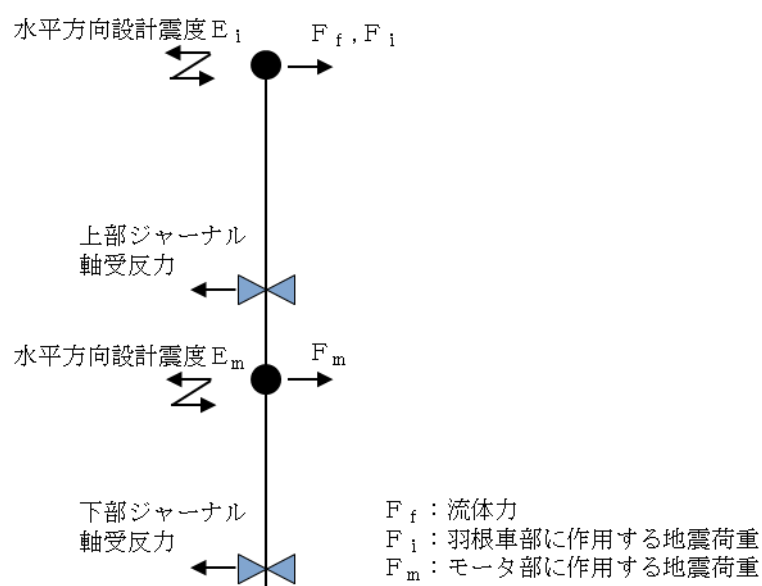 水平方向設計震度Ei
Ff,Fi
上部ジャーナル
軸受反力
水平方向設計震度Em
Fm
下部ジャーナル
軸受反力
Ff：流体力
Fi：羽根車部に作用する地震荷重
Fm：モータ部に作用する地震荷重